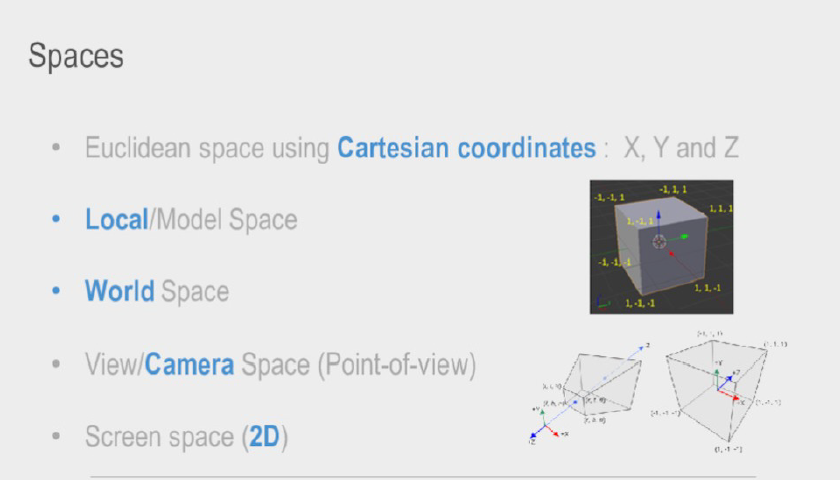 Spaces
• Euclidean space using Cartesian coordinates : X, Y and Z
• Local/Model Space
• World Space
• View/Camera Space (Point-of-view)
• Screen space (2D)
-1, 1, 1
-1, -1, 1
1, 1, 1
1, -1, 1
-1, -1, -1
1, 1, -1
1, -1, -1